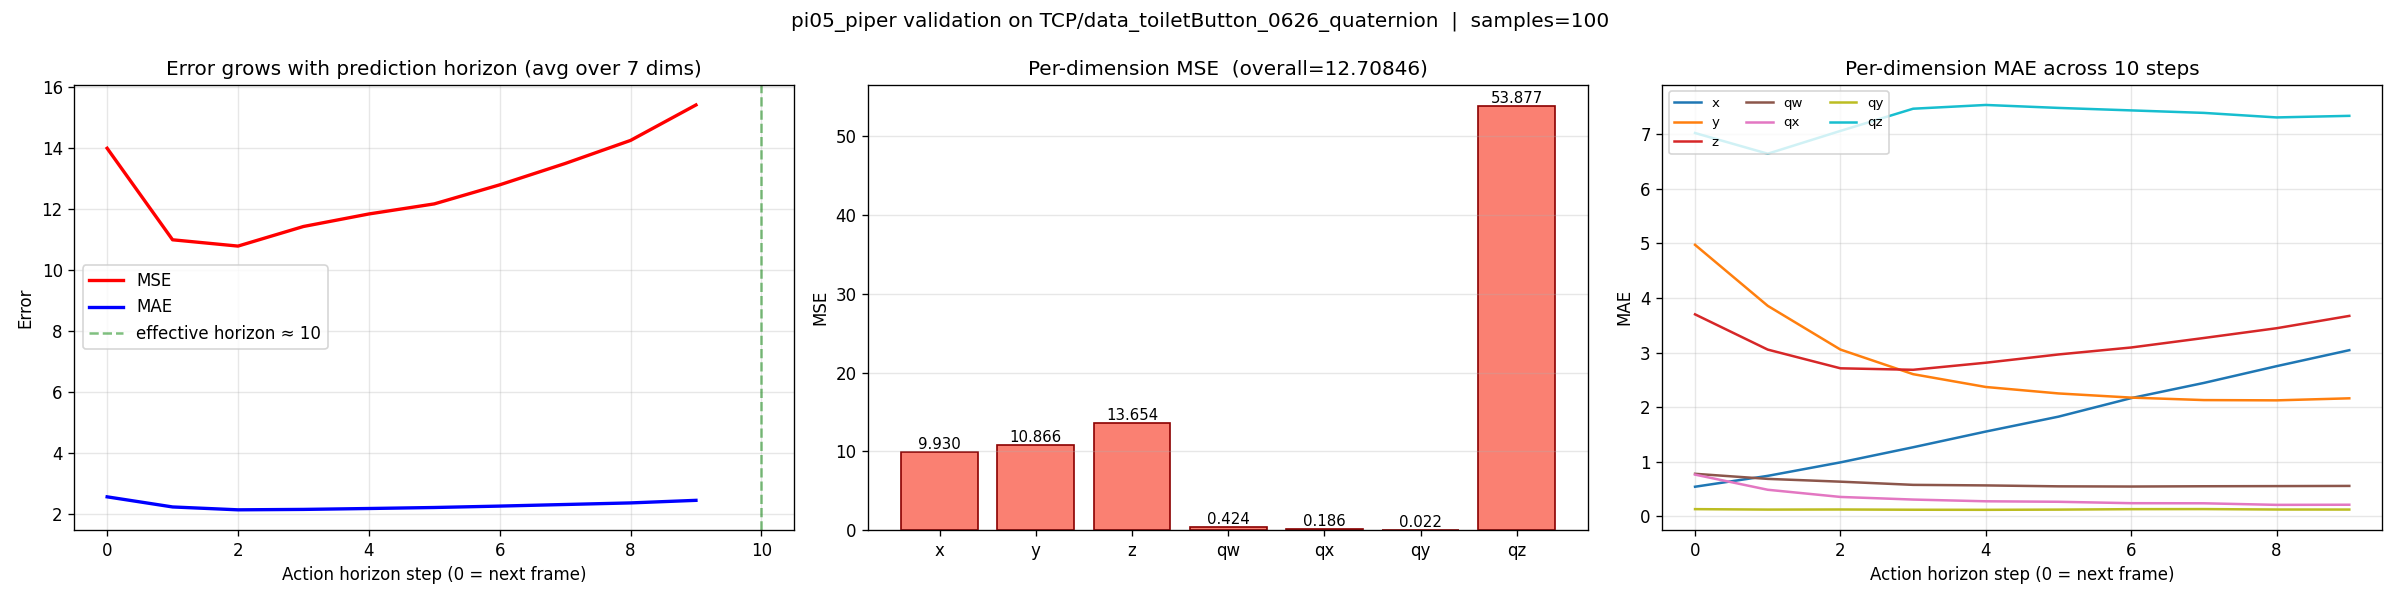 pi05_piper validation on TCP/data_toiletButton_0626_quaternion | samples=100
Error grows with prediction horizon (avg over 7 dims)
16
14
12
10
8
6
4
2
Error
MSE
MAE
effective horizon ≈ 10
0 2 4 6 8 10
Action horizon step (0 = next frame)
Per-dimension MSE (overall=12.70846)
50
40
30
20
10
0
MSE
9.930 10.866 13.654 0.424 0.186 0.022 53.877
x y z qw qx qy qz
Per-dimension MAE across 10 steps
7
6
5
4
3
2
1
0
MAE
x qw qy
y qx qz
z
0 2 4 6 8
Action horizon step (0 = next frame)